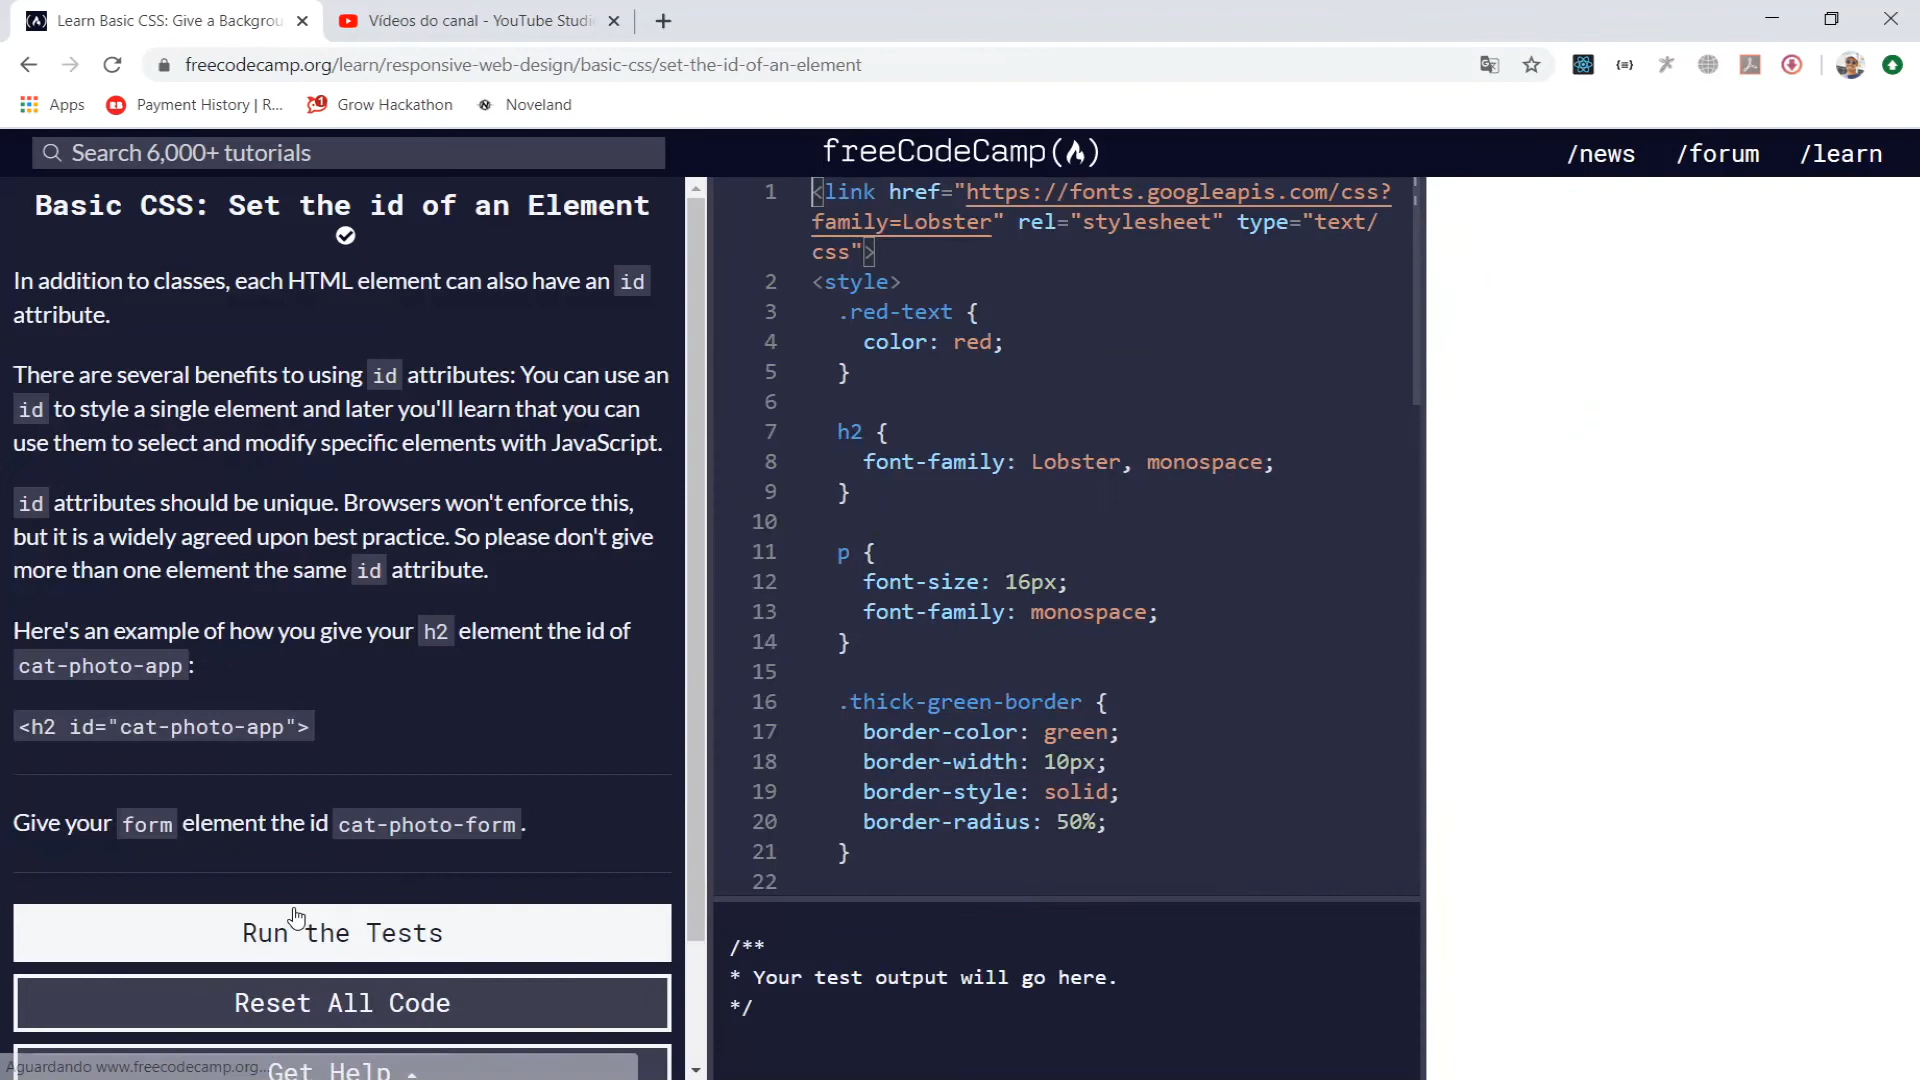 Learn Basic CSS: Give a Backgrou
Vídeos do canal - YouTube Studi
freecodecamp.org/learn/responsive-web-design/basic-css/set-the-id-of-an-element
Apps
Payment History | R...
Grow Hackathon
Noveland
Search 6,000+ tutorials
freeCodeCamp
/news
/forum
/learn
Basic CSS: Set the id of an Element
In addition to classes, each HTML element can also have an id
attribute.
There are several benefits to using id attributes: You can use an
id to style a single element and later you'll learn that you can
use them to select and modify specific elements with JavaScript.
id attributes should be unique. Browsers won't enforce this,
but it is a widely agreed upon best practice. So please don't give
more than one element the same id attribute.
Here's an example of how you give your h2 element the id of
cat-photo-app:
<h2 id="cat-photo-app">
Give your form element the id cat-photo-form.
Run the Tests
Reset All Code
Get Help
Aguardando www.freecodecamp.org...
1 <link href="https://fonts.googleapis.com/css?
family=Lobster" rel="stylesheet" type="text/
css">
2 <style>
3 .red-text {
4 color: red;
5 }
6
7 h2 {
8 font-family: Lobster, monospace;
9 }
10
11 p {
12 font-size: 16px;
13 font-family: monospace;
14 }
15
16 .thick-green-border {
17 border-color: green;
18 border-width: 10px;
19 border-style: solid;
20 border-radius: 50%;
21 }
22
/**
* Your test output will go here.
*/